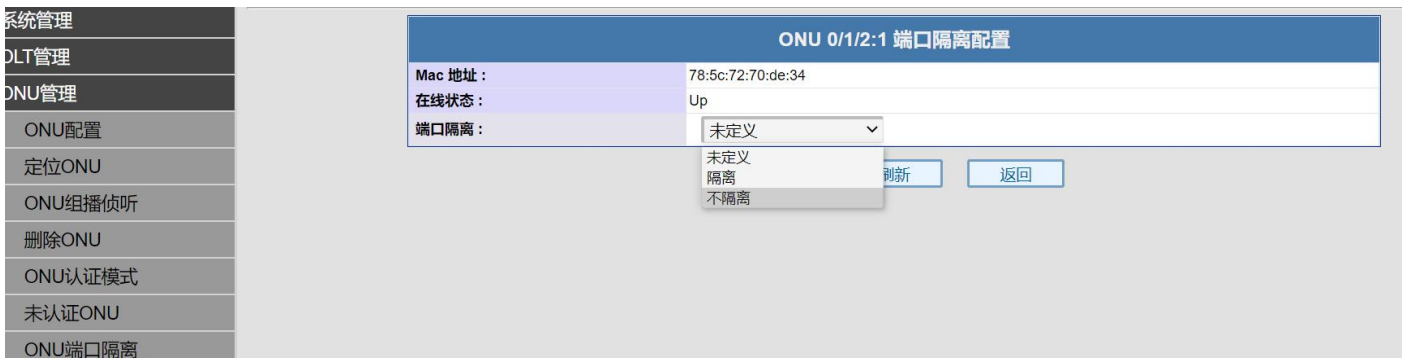 系统管理
OLT管理
ONU管理
ONU配置
定位ONU
ONU组播侦听
删除ONU
ONU认证模式
未认证ONU
ONU端口隔离
ONU 0/1/2:1 端口隔离配置
Mac 地址： 78:5c:72:70:de:34
在线状态： Up
端口隔离： 未定义
未定义
隔离
不隔离
刷新 返回